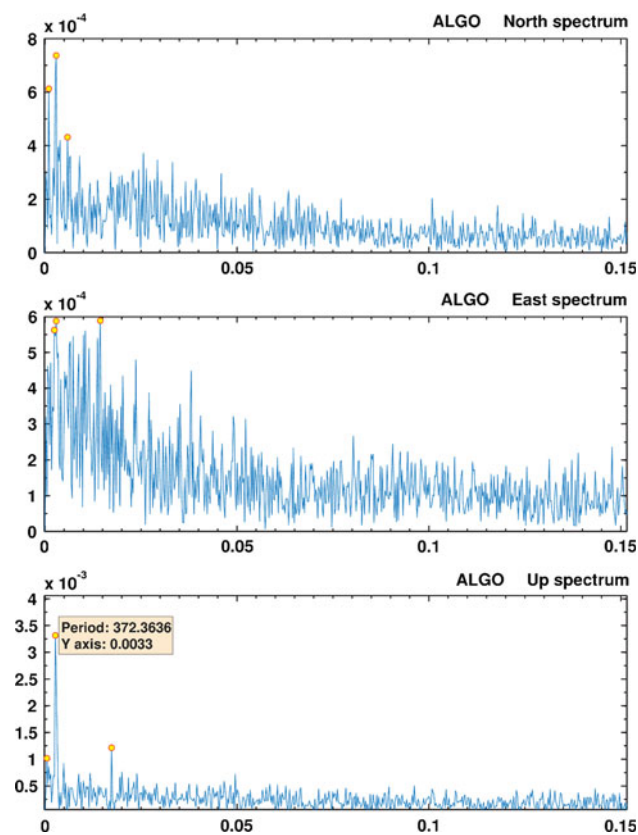 x 10-4
ALGO North spectrum
8
6
4
2
0
0 0.05 0.1 0.15
x 10-4
ALGO East spectrum
6
5
4
3
2
1
0
0 0.05 0.1 0.15
x 10-3
ALGO Up spectrum
4
3.5
3
2.5
2
1.5
1
0.5
Period: 372.3636
Y axis: 0.0033
0 0.05 0.1 0.15